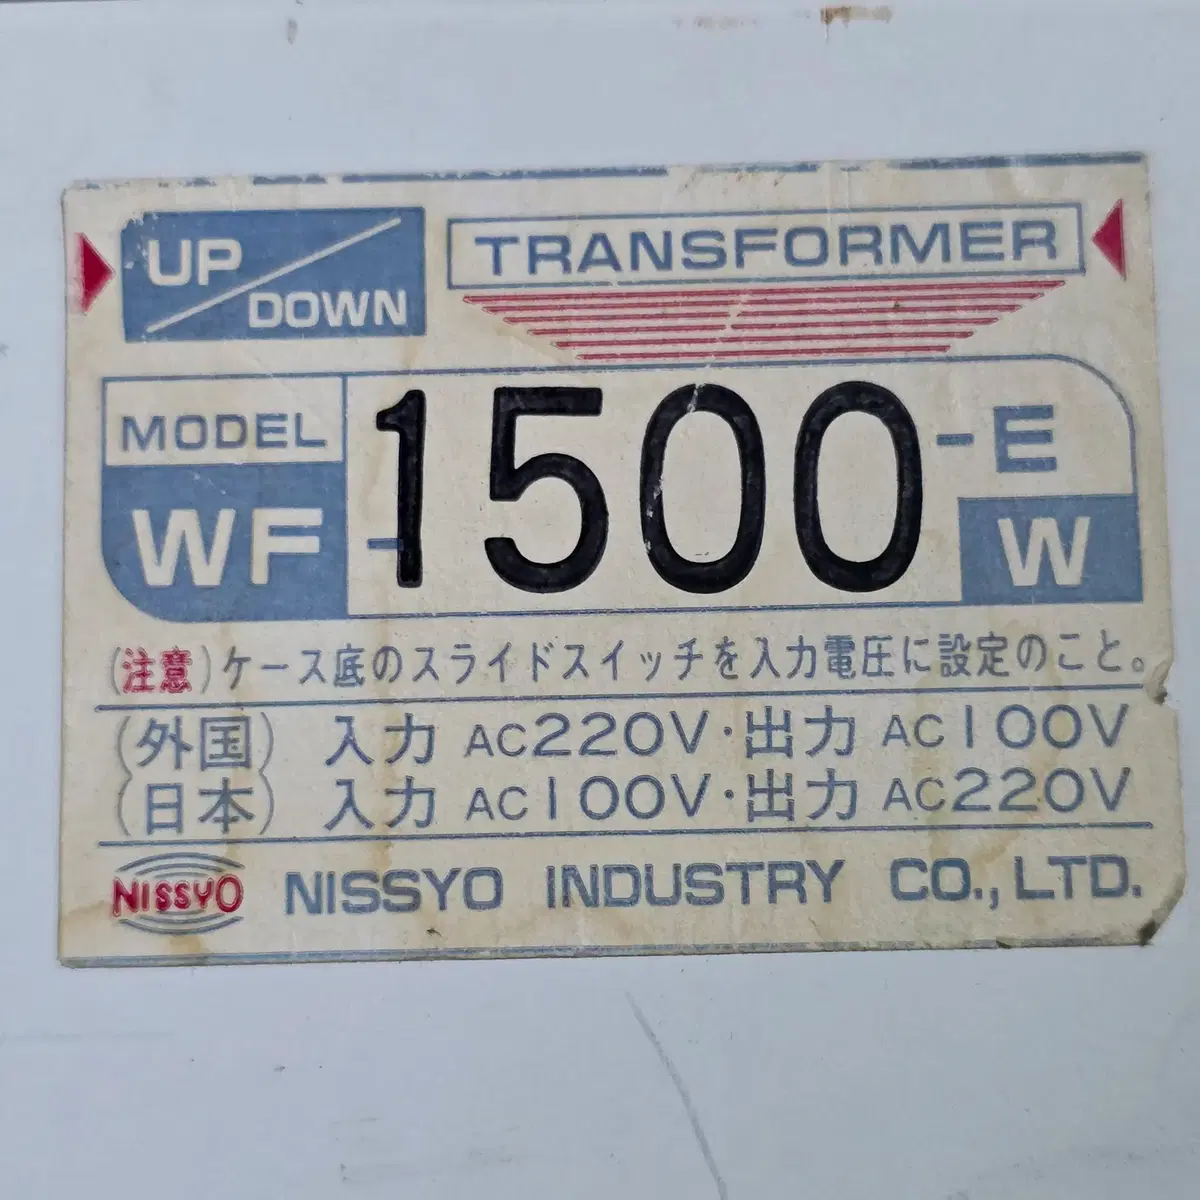 UP/DOWN TRANSFORMER
MODEL WF-1500-E W
(注意)ケース底のスライドスイッチを入力電圧に設定のこと。
(外国) 入力 AC220V・出力 AC100V
(日本) 入力 AC100V・出力 AC220V
NISSYO NISSYO INDUSTRY CO.,LTD.